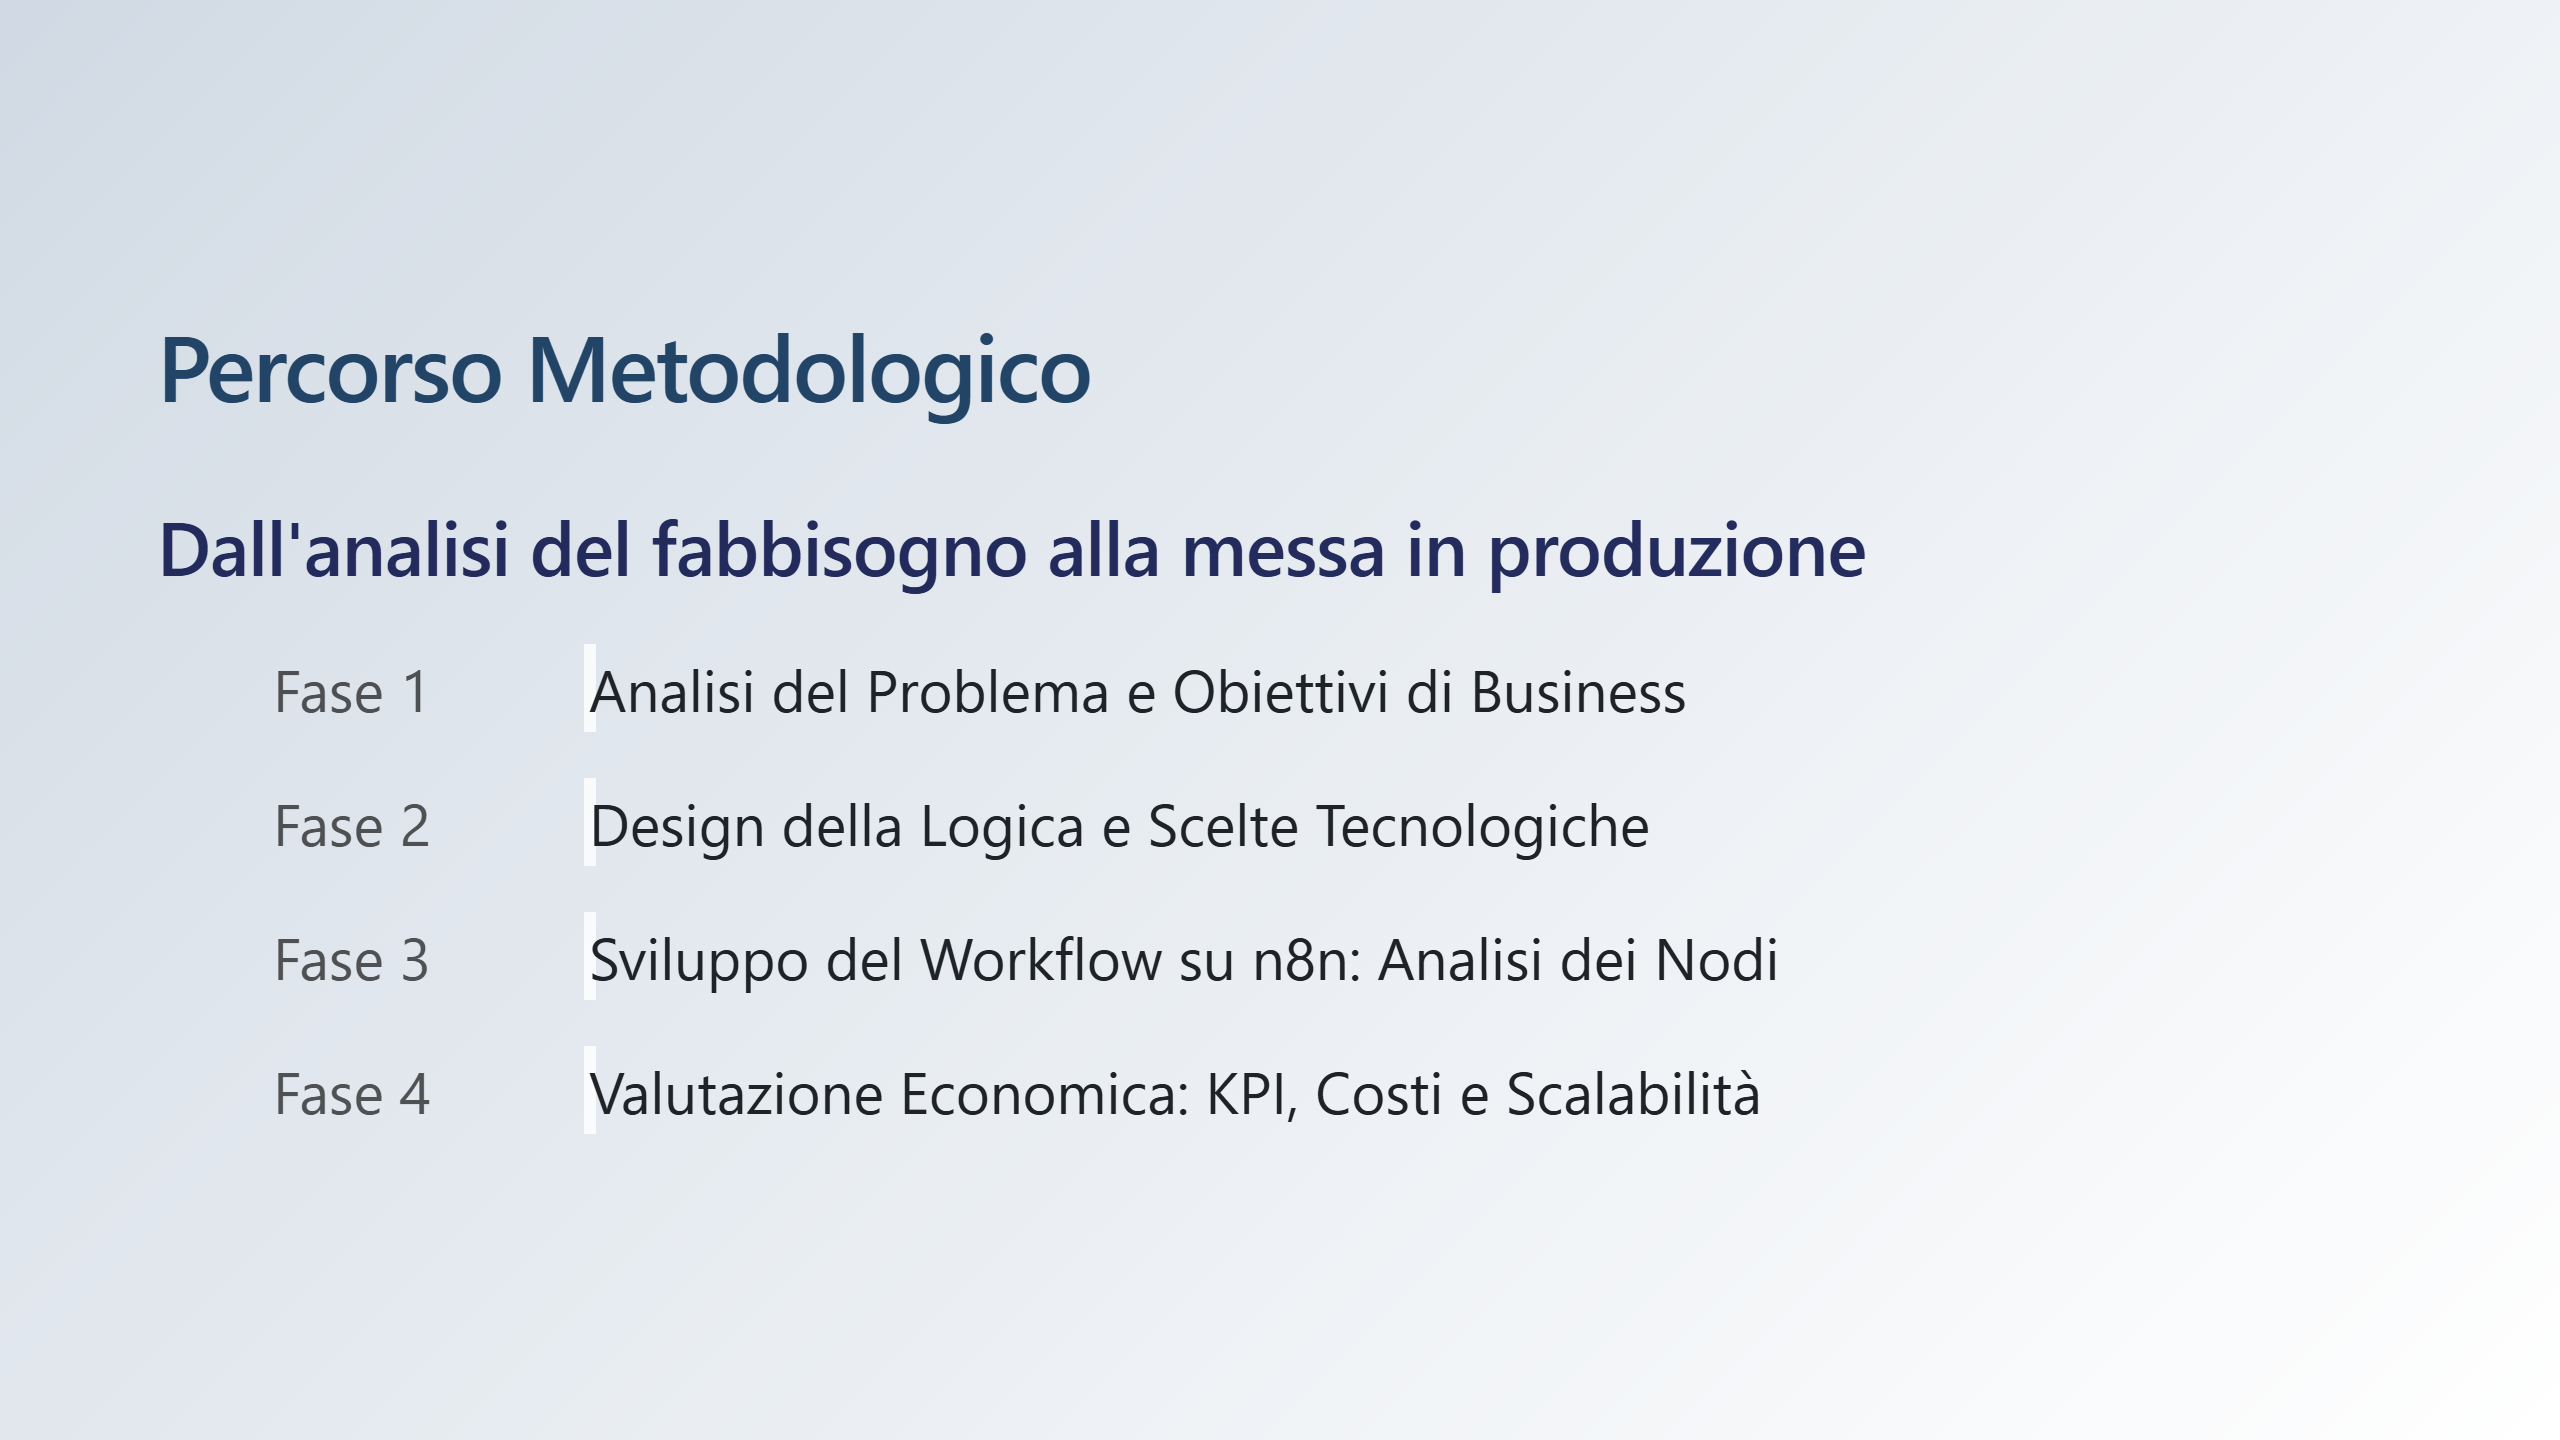 Percorso Metodologico
Dall'analisi del fabbisogno alla messa in produzione
Fase 1 Analisi del Problema e Obiettivi di Business
Fase 2 Design della Logica e Scelte Tecnologiche
Fase 3 Sviluppo del Workflow su n8n: Analisi dei Nodi
Fase 4 Valutazione Economica: KPI, Costi e Scalabilità